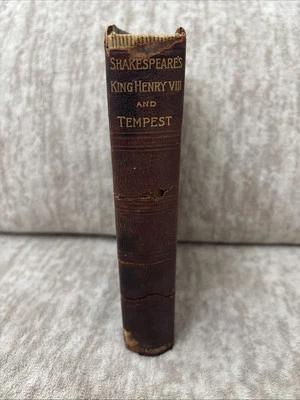 SHAKESPEARE'S
KING HENRY VIII
AND
TEMPEST